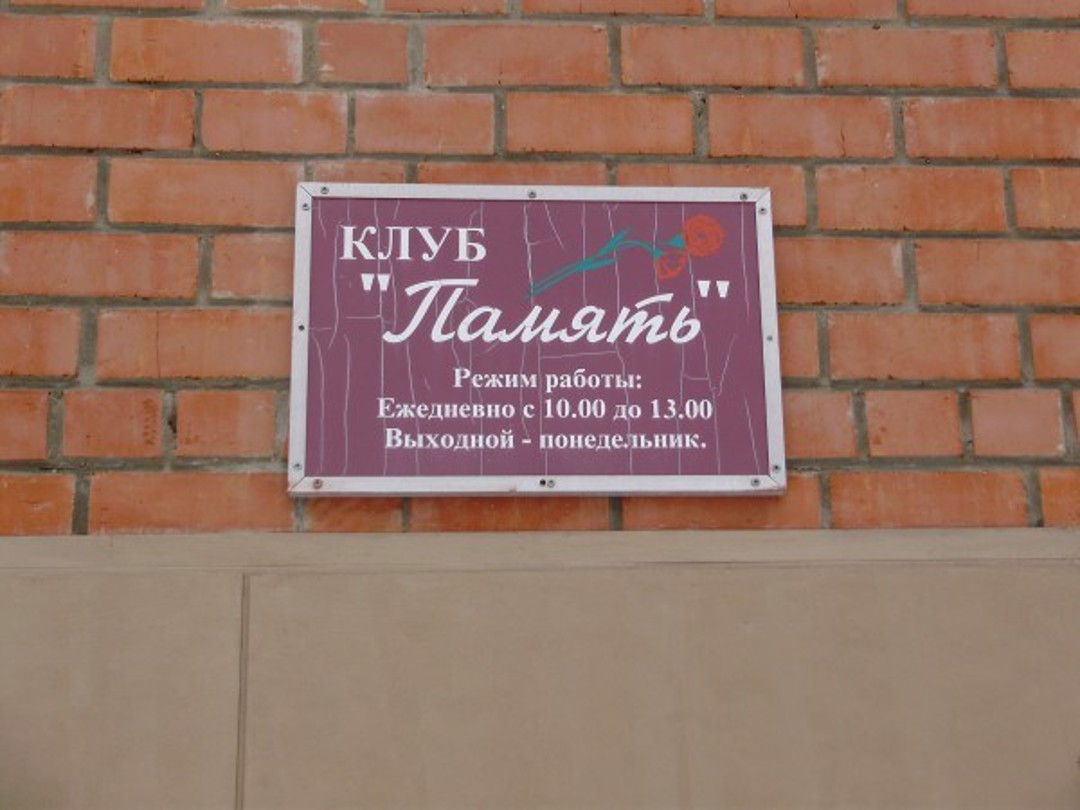 КЛУБ
"Память"
Режим работы:
Ежедневно с 10.00 до 13.00
Выходной - понедельник.